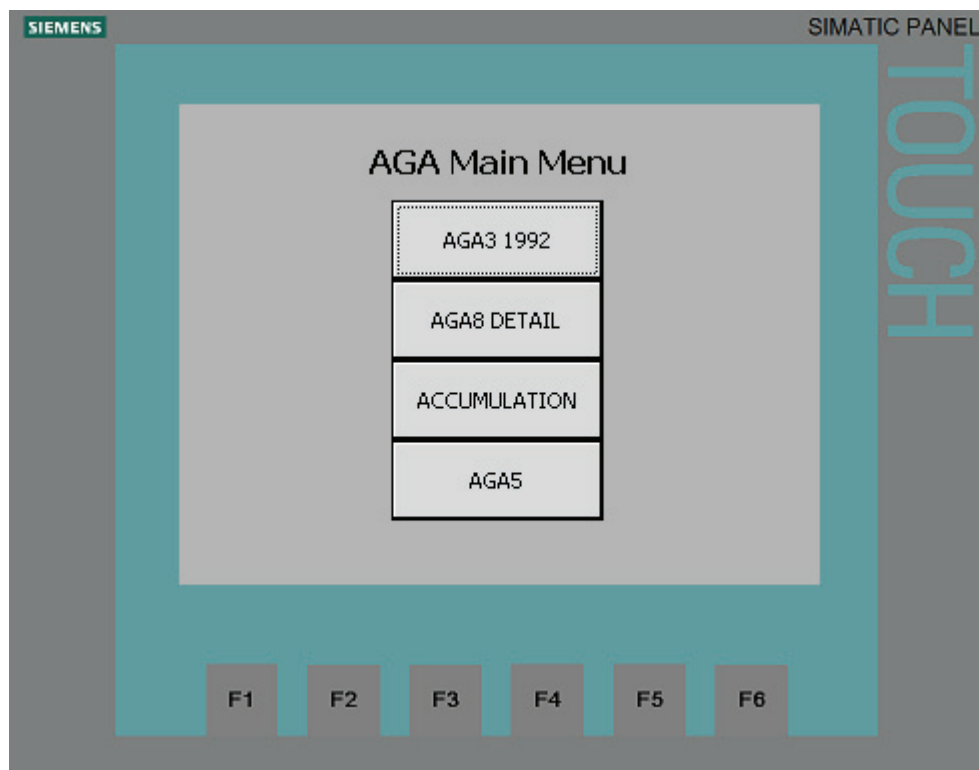 SIEMENS
SIMATIC PANEL
TOUCH
AGA Main Menu
AGA3 1992
AGA8 DETAIL
ACCUMULATION
AGA5
F1 F2 F3 F4 F5 F6